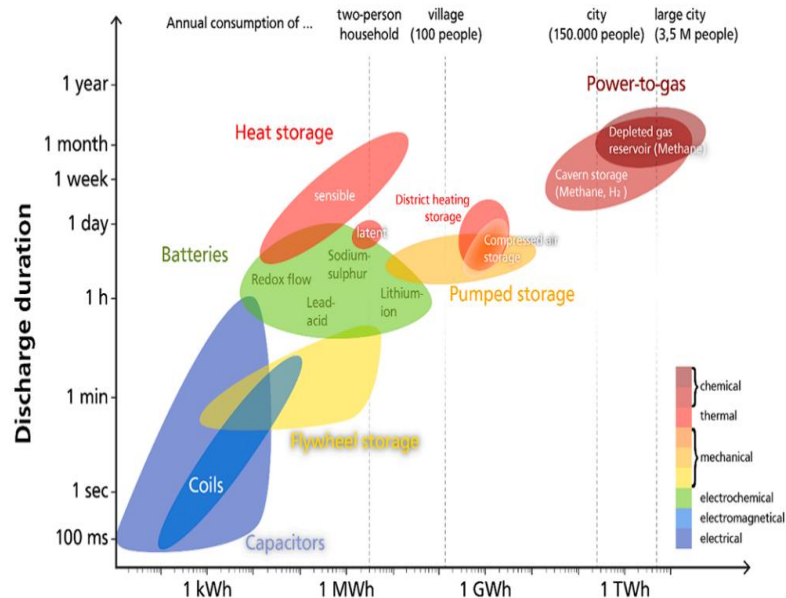 Annual consumption of ...
two-person
household
village
(100 people)
city
(150.000 people)
large city
(3,5 M people)
Discharge duration
1 year
1 month
1 week
1 day
1 h
1 min
1 sec
100 ms
Power-to-gas
Depleted gas
reservoir (Methane)
Cavern storage
(Methane, H₂ )
Heat storage
sensible
latent
District heating
storage
Compressed air
storage
Pumped storage
Batteries
Sodium-
sulphur
Redox flow
Lead-
acid
Lithium-
ion
Flywheel storage
Coils
Capacitors
chemical
thermal
mechanical
electrochemical
electromagnetical
electrical
1 kWh
1 MWh
1 GWh
1 TWh